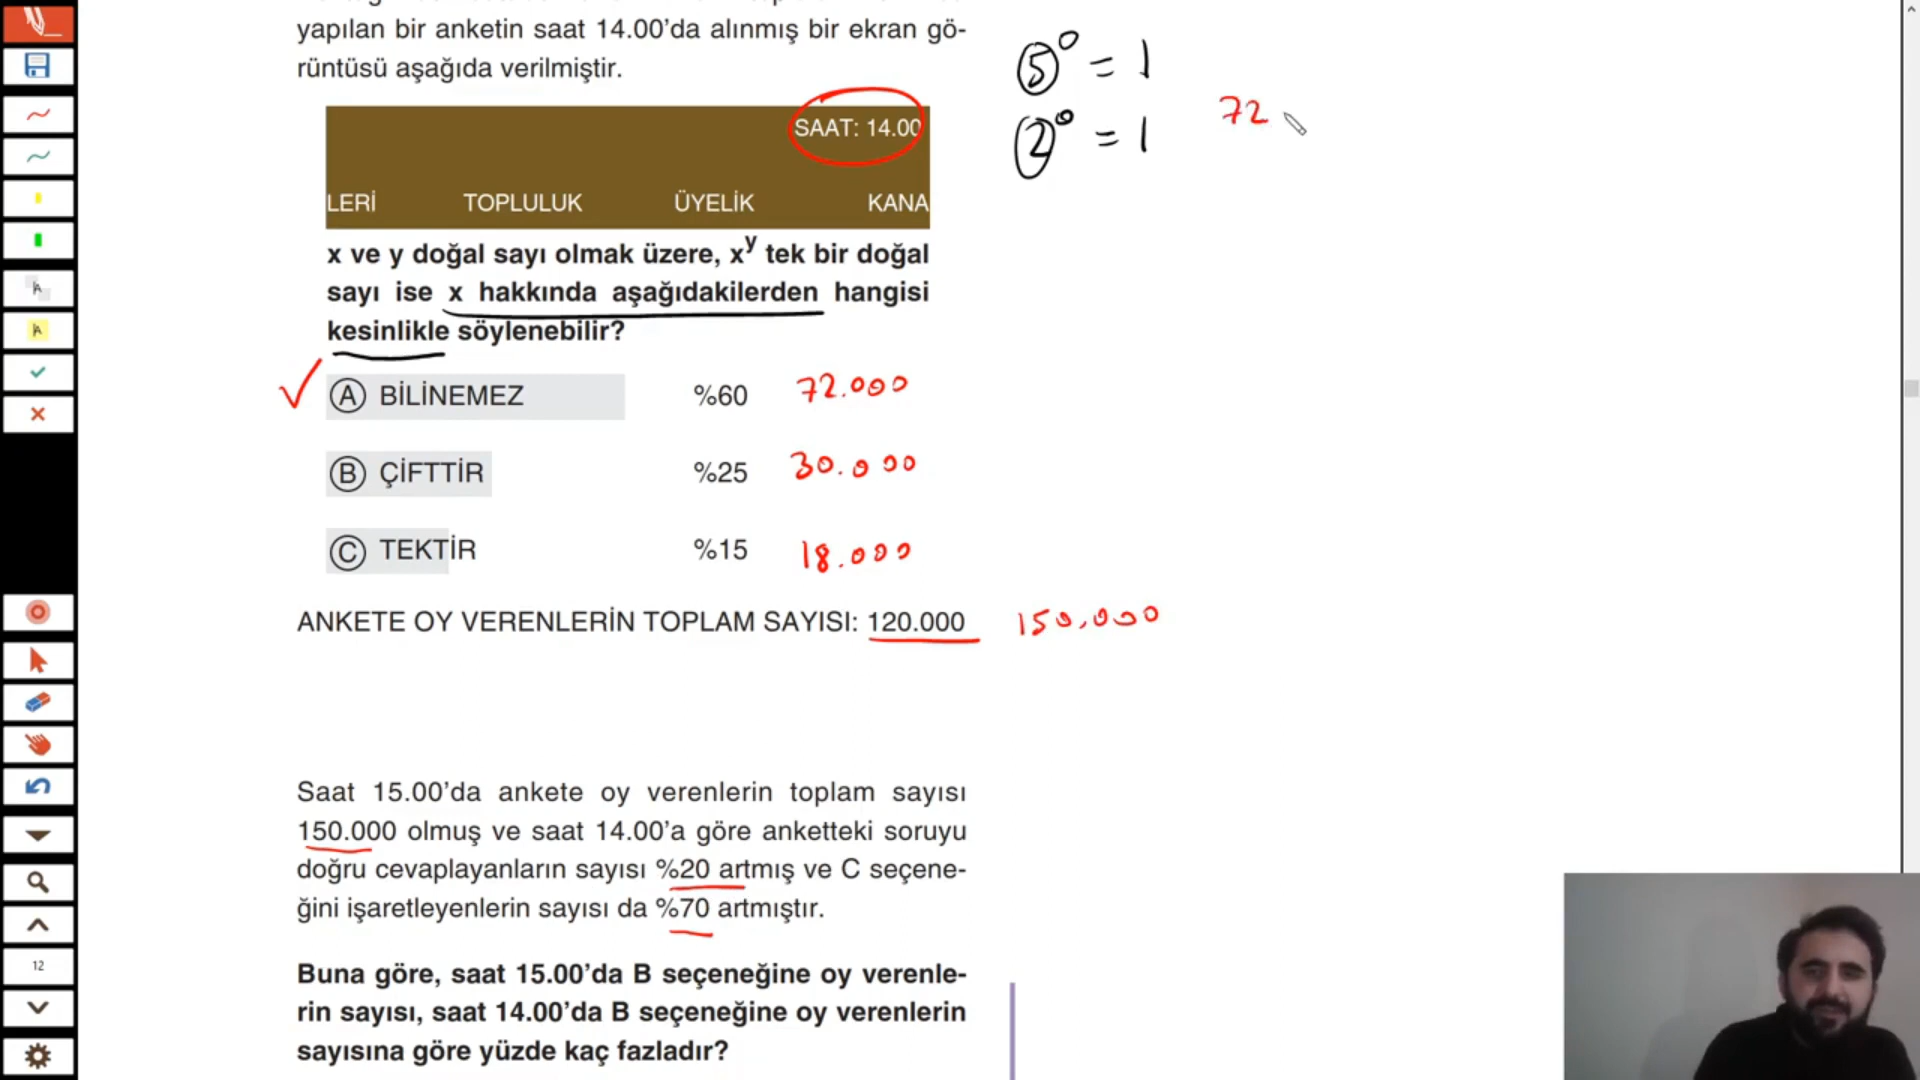 yapılan bir anketin saat 14.00’da alınmış bir ekran gö-
rüntüsü aşağıda verilmiştir.
SAAT: 14.00
LERİ TOPLULUK ÜYELİK KANA
x ve y doğal sayı olmak üzere, x^y tek bir doğal
sayı ise x hakkında aşağıdakilerden hangisi
kesinlikle söylenebilir?
A BİLİNEMEZ %60 72.000
B ÇİFTTİR %25 30.000
C TEKTİR %15 18.000
ANKETE OY VERENLERİN TOPLAM SAYISI: 120.000 150.000
Saat 15.00’da ankete oy verenlerin toplam sayısı
150.000 olmuş ve saat 14.00’a göre anketteki soruyu
doğru cevaplayanların sayısı %20 artmış ve C seçene-
ğini işaretleyenlerin sayısı da %70 artmıştır.
Buna göre, saat 15.00’da B seçeneğine oy verenle-
rin sayısı, saat 14.00’da B seçeneğine oy verenlerin
sayısına göre yüzde kaç fazladır?
5^0 = 1
2^0 = 1
72
12